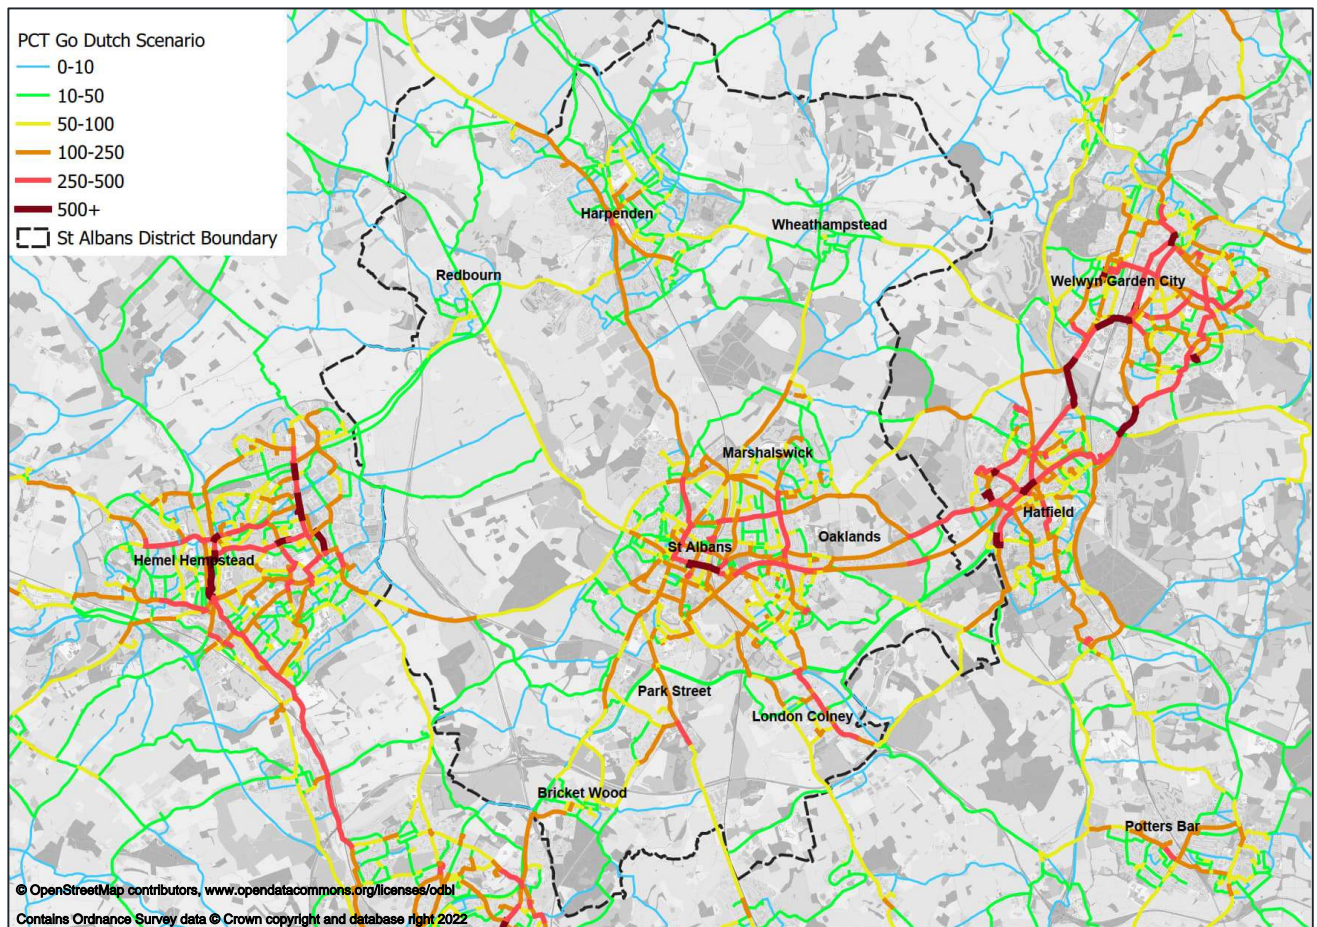 PCT Go Dutch Scenario
0-10
10-50
50-100
100-250
250-500
500+
St Albans District Boundary
Harpenden
Wheathampstead
Redbourn
Welwyn Garden City
Marshalswick
Hatfield
Oaklands
St Albans
Hemel Hempstead
Park Street
London Colney
Bricket Wood
Potters Bar
© OpenStreetMap contributors, www.opendatacommons.org/licenses/odbl
Contains Ordnance Survey data © Crown copyright and database right 2022